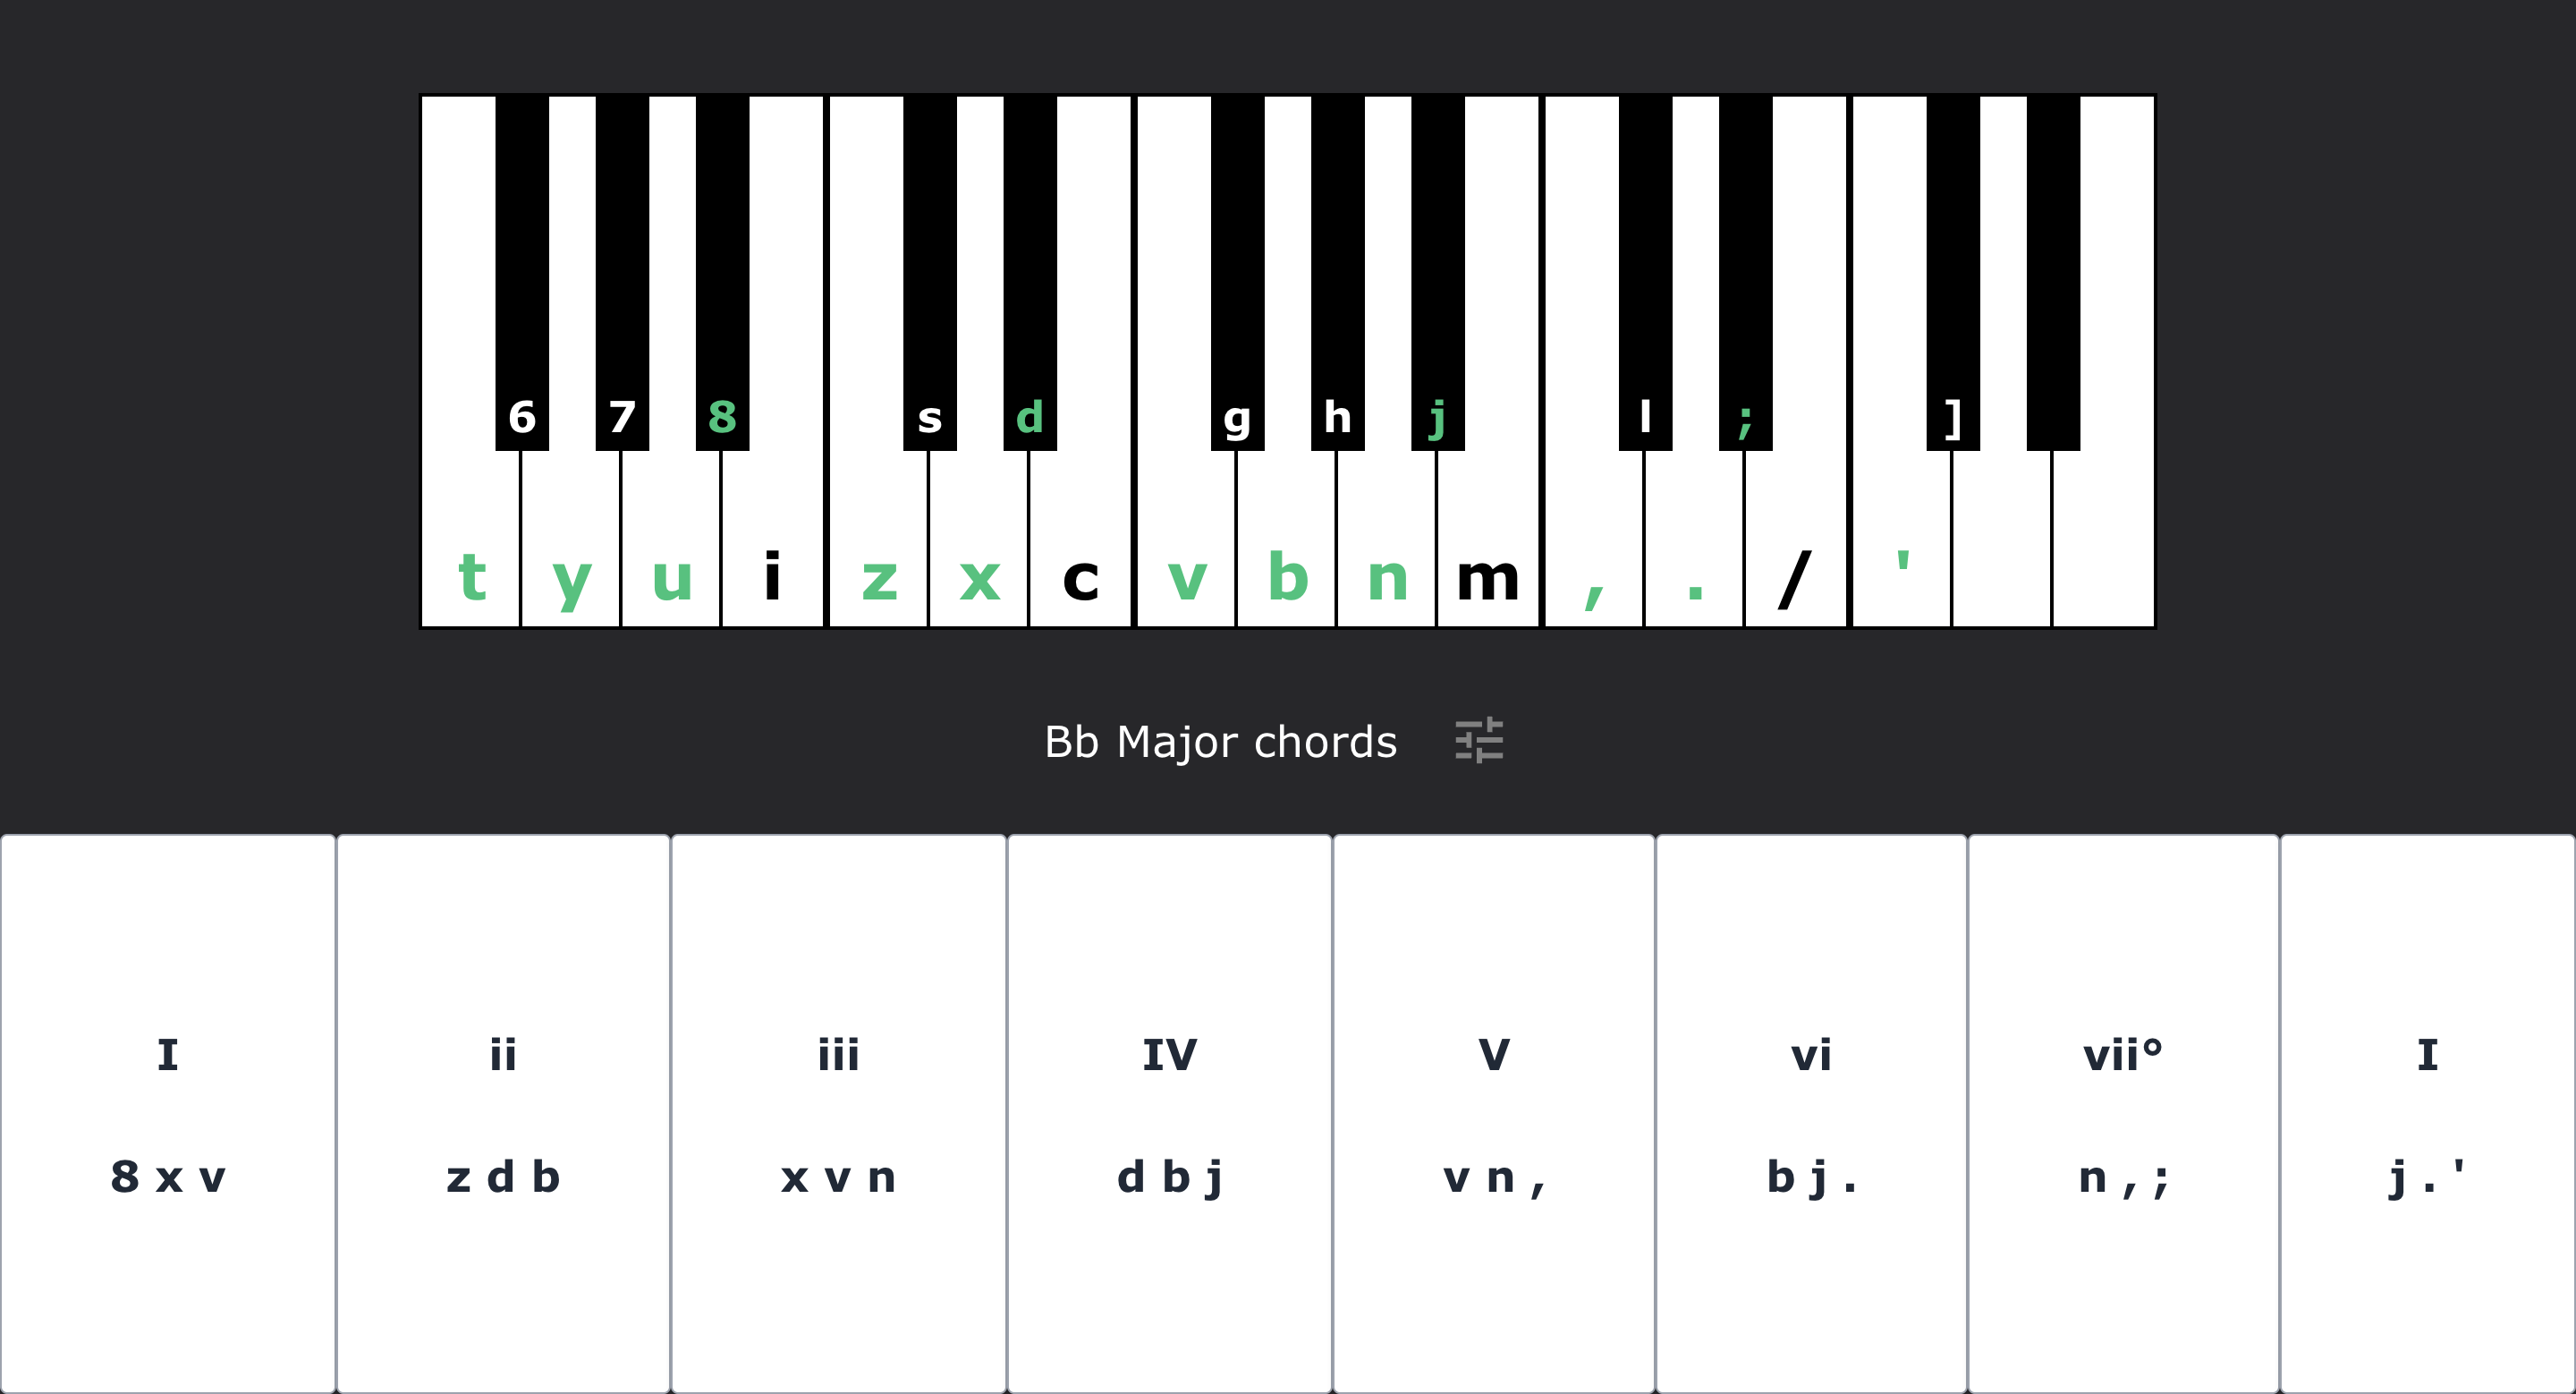 6 7 8 s d g h j l ; ]
t y u i z x c v b n m , . / '
Bb Major chords
I ii iii IV V vi vii° I
8 x v z d b x v n d b j v n , b j . n , ; j . '